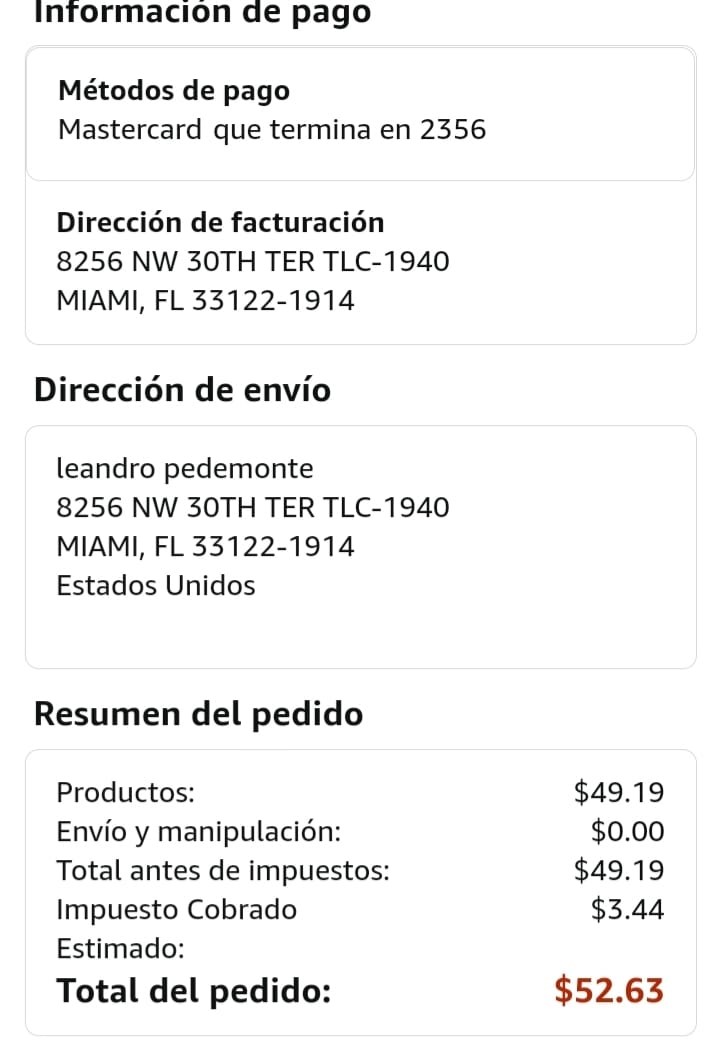 Información de pago
Métodos de pago
Mastercard que termina en 2356
Dirección de facturación
8256 NW 30TH TER TLC-1940
MIAMI, FL 33122-1914
Dirección de envío
leandro pedemonte
8256 NW 30TH TER TLC-1940
MIAMI, FL 33122-1914
Estados Unidos
Resumen del pedido
Productos: $49.19
Envío y manipulación: $0.00
Total antes de impuestos: $49.19
Impuesto Cobrado $3.44
Estimado:
Total del pedido: $52.63